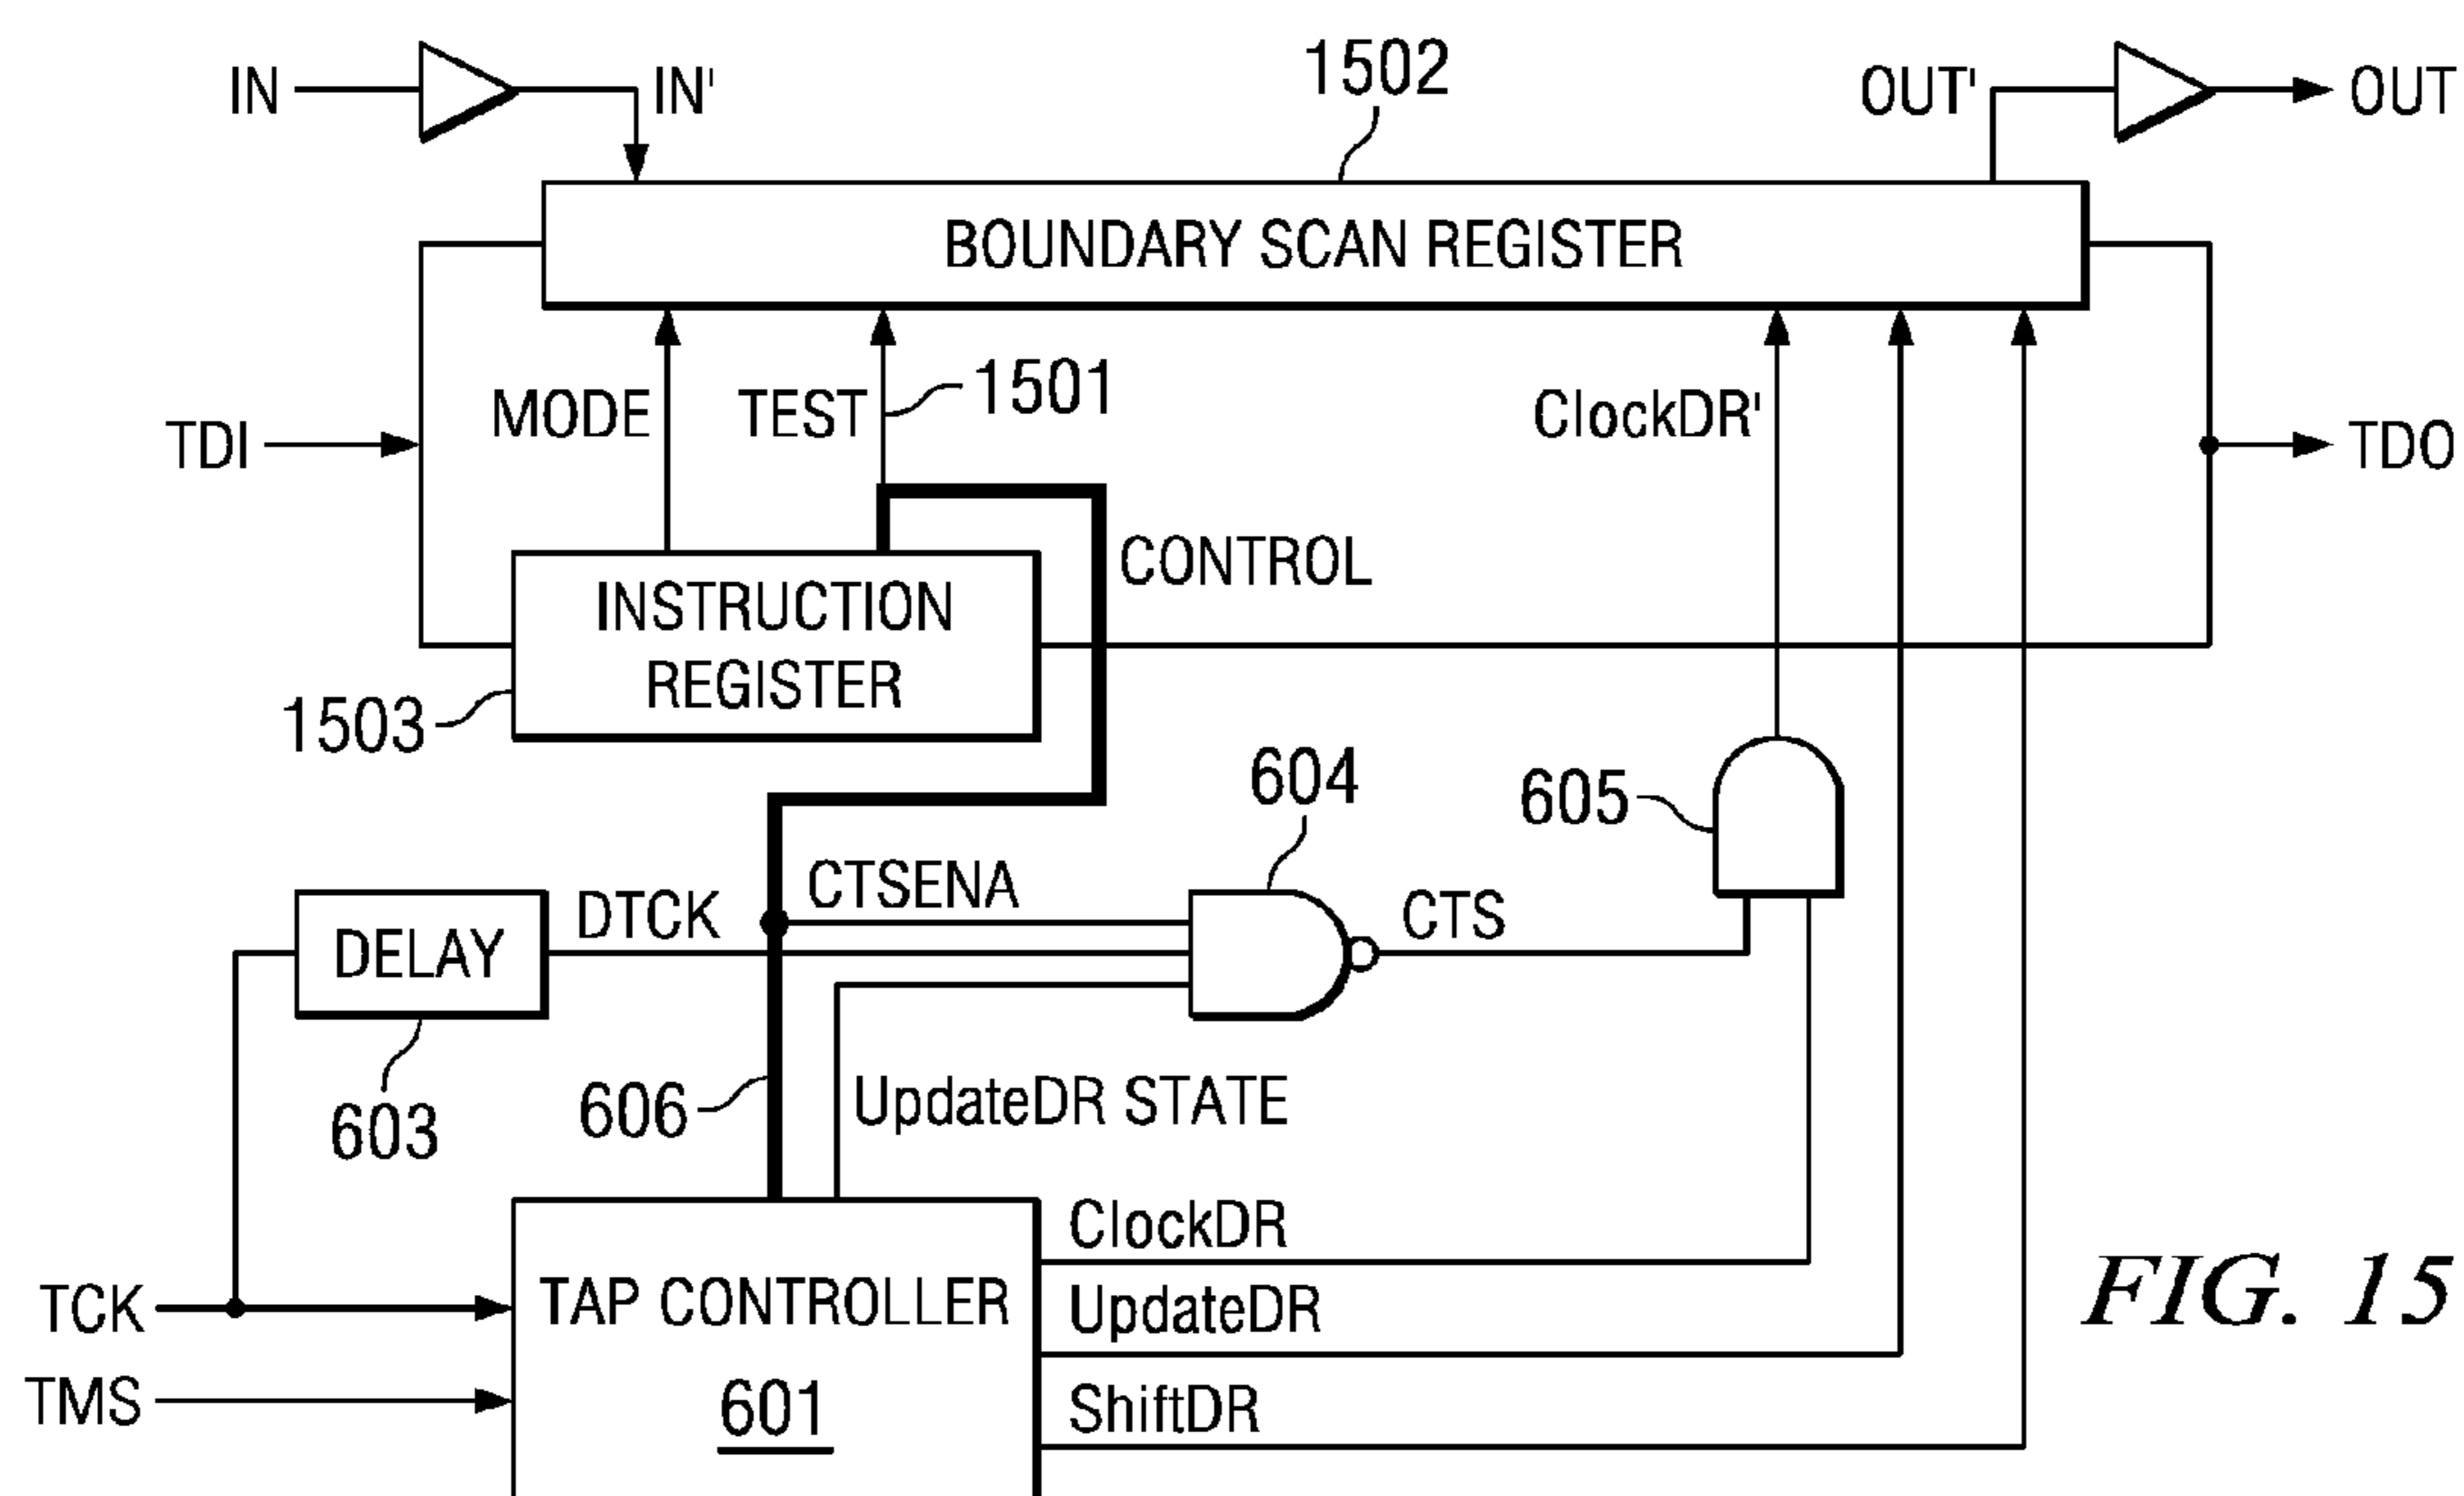 IN
IN'
1502
OUT'
OUT
BOUNDARY SCAN REGISTER
TDI
MODE
TEST
1501
ClockDR'
TDO
CONTROL
INSTRUCTION
REGISTER
1503
604
605
DELAY
DTCK
CTSENA
CTS
603
606
UpdateDR STATE
TCK
TMS
TAP CONTROLLER
601
ClockDR
UpdateDR
ShiftDR
FIG. 15